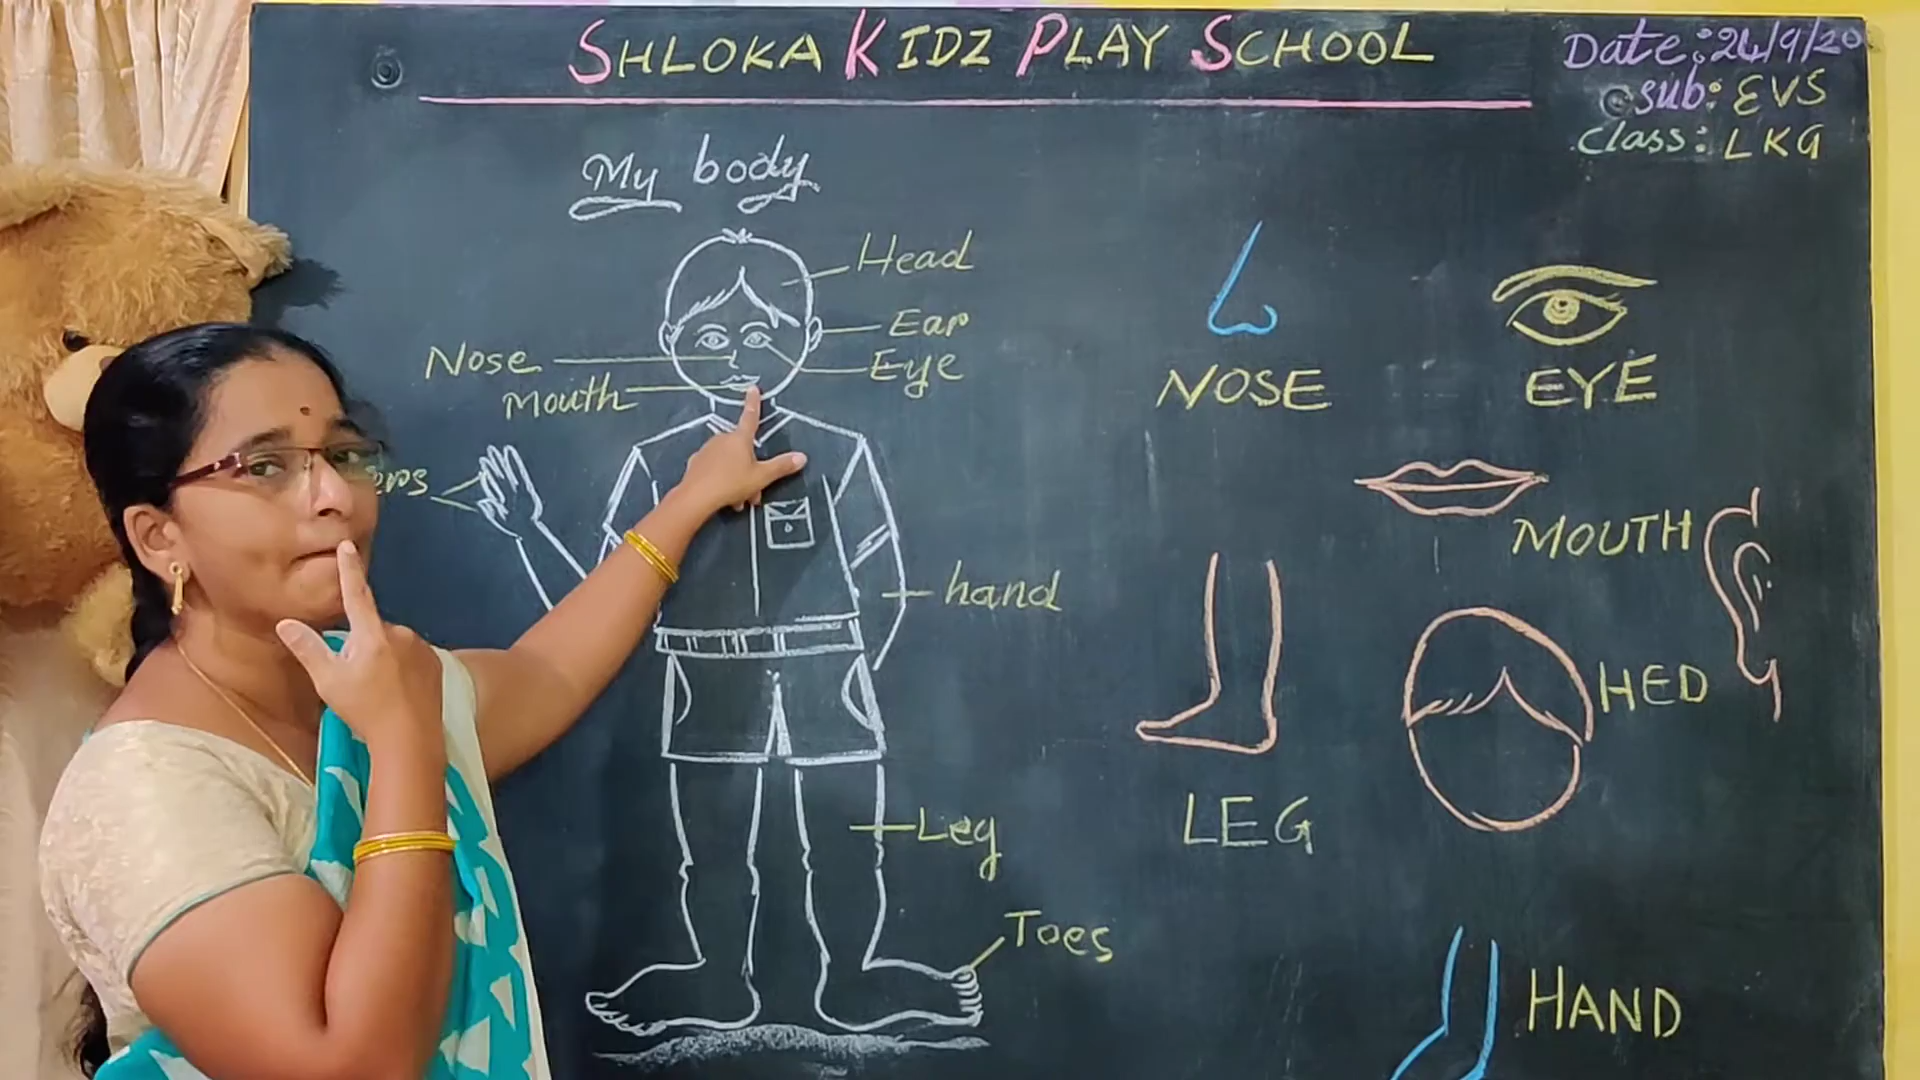 SHLOKA KIDZ PLAY SCHOOL
Date: 24/9/20
Sub: EVS
Class: LKG
My body
Head
Ear
Nose
Eye
Mouth
hand
Leg
Toes
NOSE
EYE
MOUTH
HED
LEG
HAND